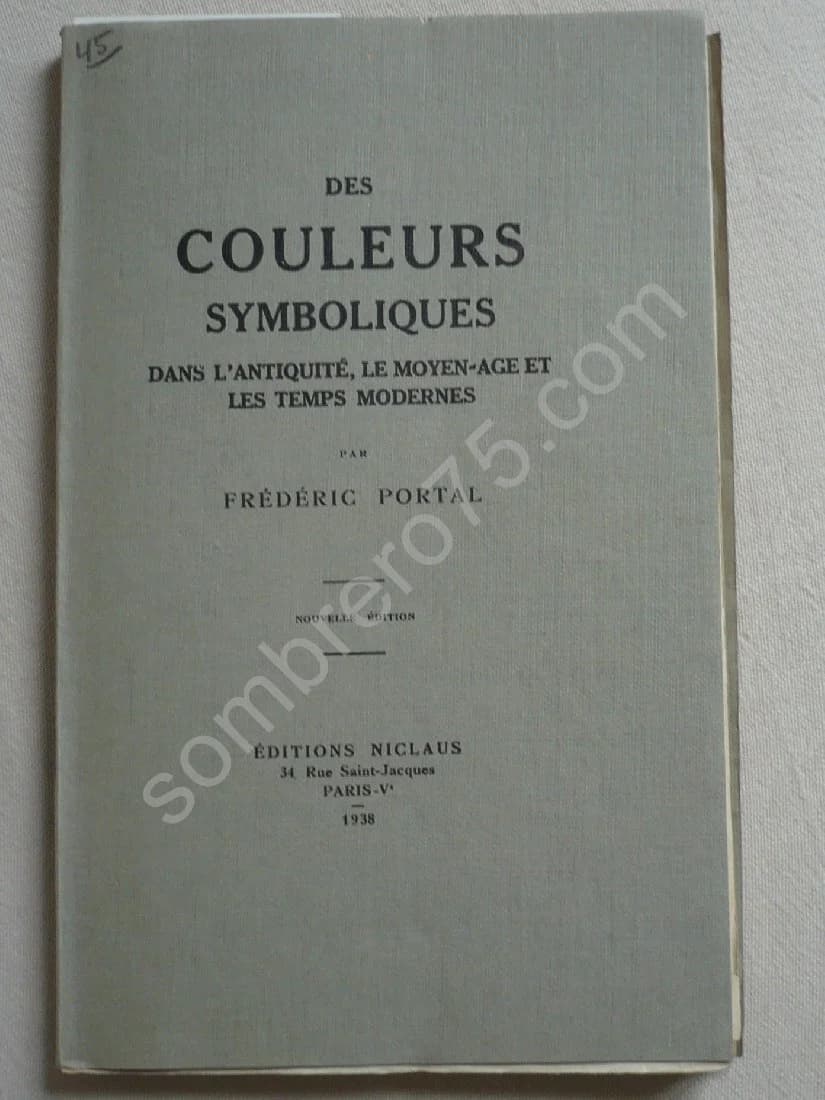 45
DES
COULEURS
SYMBOLIQUES
DANS L'ANTIQUITÉ, LE MOYEN-AGE ET
LES TEMPS MODERNES
PAR
FRÉDÉRIC PORTAL
NOUVELLE ÉDITION
ÉDITIONS NICLAUS
34 Rue Saint-Jacques
PARIS-Vᵉ
1938
sombrero75.com